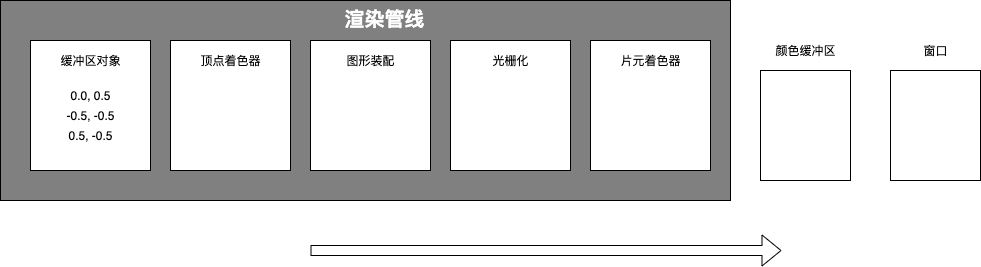 渲染管线
缓冲区对象
0.0, 0.5
-0.5, -0.5
0.5, -0.5
顶点着色器
图形装配
光栅化
片元着色器
颜色缓冲区
窗口